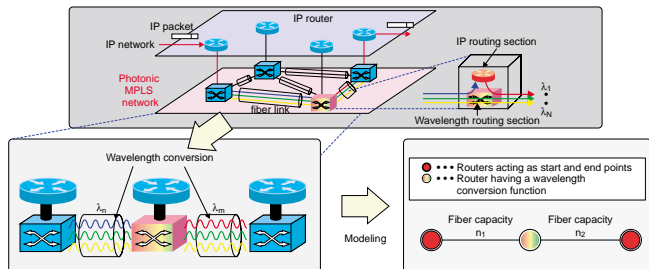 IP router
IP packet
IP network
IP routing section
Photonic
MPLS
network
fiber link
λ1
λN
Wavelength routing section
Wavelength conversion
λn
λm
Modeling
••• Routers acting as start and end points
••• Router having a wavelength
conversion function
Fiber capacity
n1
Fiber capacity
n2